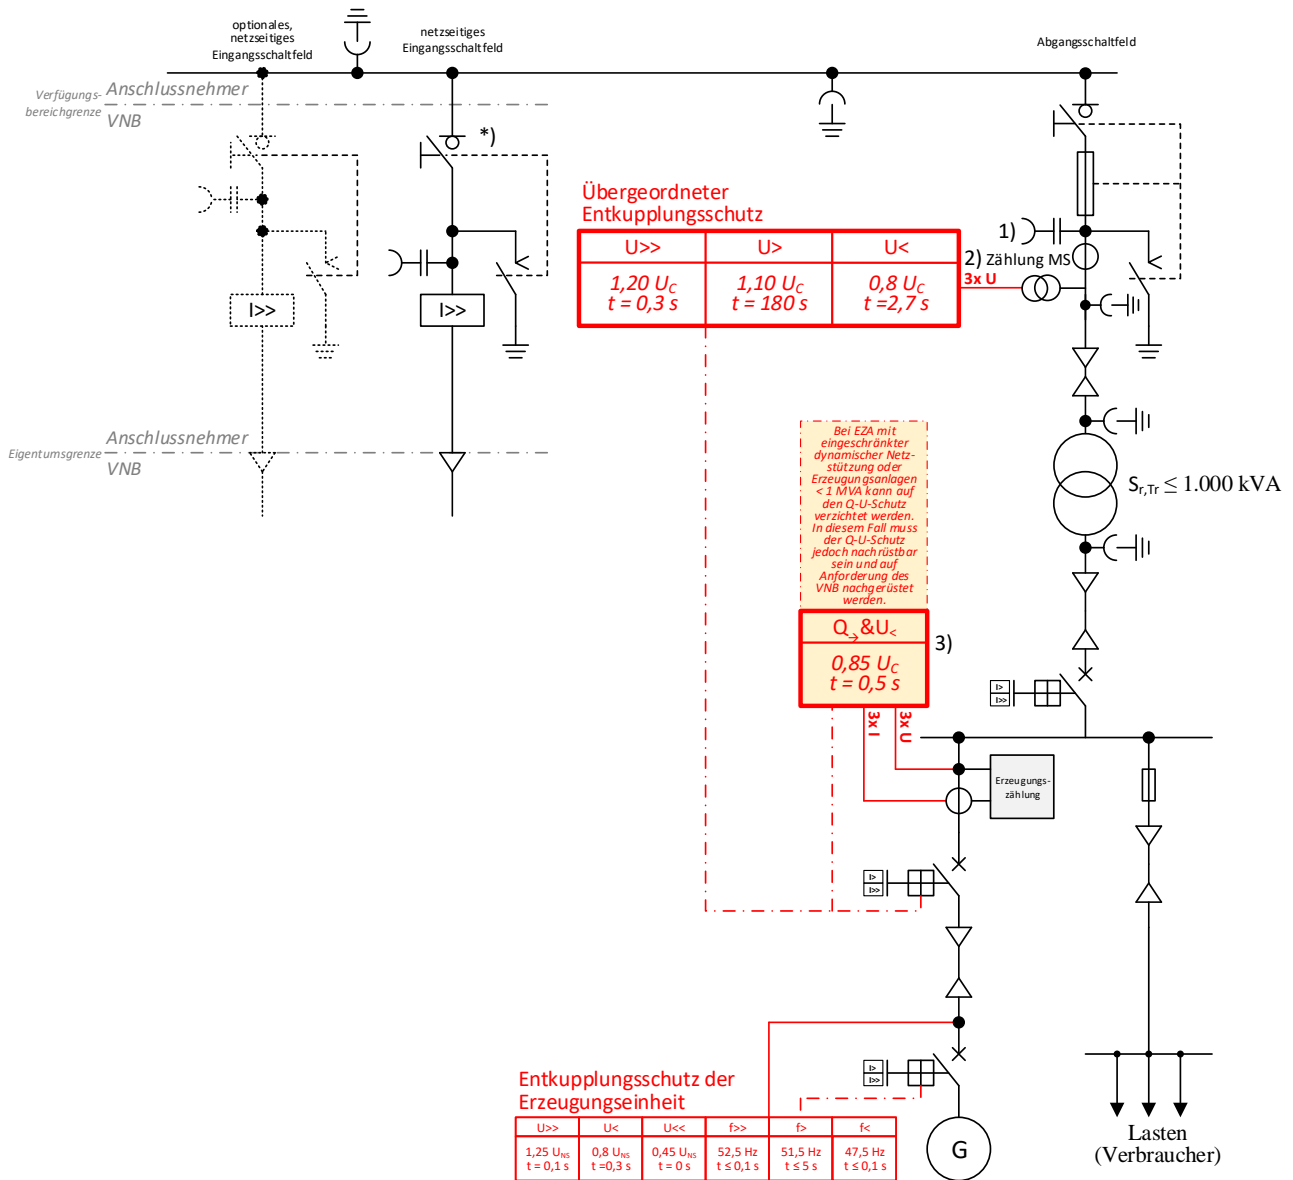 optionales,
netzseitiges
Eingangsschaltfeld
netzseitiges
Eingangsschaltfeld
Abgangsschaltfeld
Verfügungs-
bereichgrenze
Anschlussnehmer
VNB
*)
Übergeordneter
Entkupplungsschutz
U>> U> U<
1,20 UC 1,10 UC 0,8 UC
t = 0,3 s t = 180 s t =2,7 s
1)
2) Zählung MS
3x U
I>>
I>>
Eigentumsgrenze
Anschlussnehmer
VNB
Bei EZA mit
eingeschränkter
dynamischer Netz-
stützung oder
Erzeugungsanlagen
< 1 MVA kann auf
den Q-U-Schutz
verzichtet werden.
In diesem Fall muss
der Q-U-Schutz
jedoch nachrüstbar
sein und auf
Anforderung des
VNB nachgerüstet
werden.
Sr,Tr ≤ 1.000 kVA
Q→&U<
3)
0,85 UC
t = 0,5 s
3x I
3x U
I>
I>>
Erzeugungs-
zählung
I>
I>>
I>
I>>
Entkupplungsschutz der
Erzeugungseinheit
U>> U< U<< f>> f> f<
1,25 UNS 0,8 UNS 0,45 UNS 52,5 Hz 51,5 Hz 47,5 Hz
t = 0,1 s t =0,3 s t = 0 s t ≤ 0,1 s t ≤ 5 s t ≤ 0,1 s
G
Lasten
(Verbraucher)